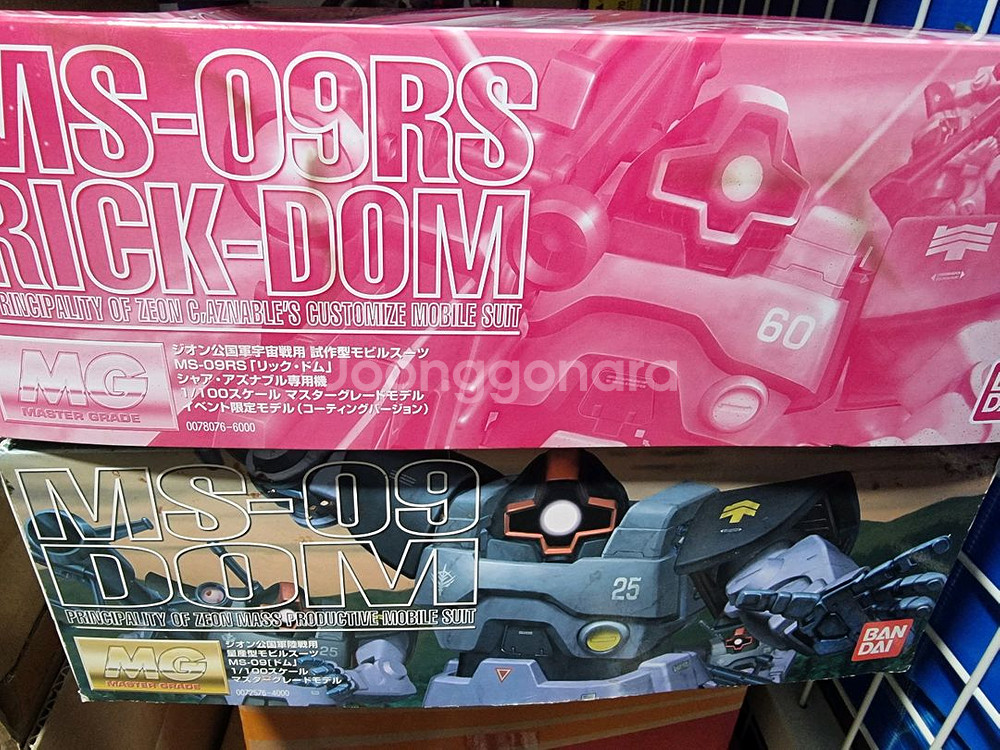 MS-09RS
RICK-DOM
PRINCIPALITY OF ZEON C,AZNABLE'S CUSTOMIZE MOBILE SUIT
60
MG
MASTER GRADE
ジオン公国軍宇宙戦用 試作型モビルスーツ
MS-09RS「リック・ドム」
シャア・アズナブル専用機
1/100スケール マスターグレードモデル
イベント限定モデル(コーティングバージョン)
0078076-6000
Joonggonara
MS-09
DOM
PRINCIPALITY OF ZEON MASS PRODUCTIVE MOBILE SUIT
25
MG
MASTER GRADE
ジオン公国軍陸戦用
量産型モビルスーツ
25
MS-09「ドム」
1/100スケール
マスターグレードモデル
0072576-4000
BAN
DAI